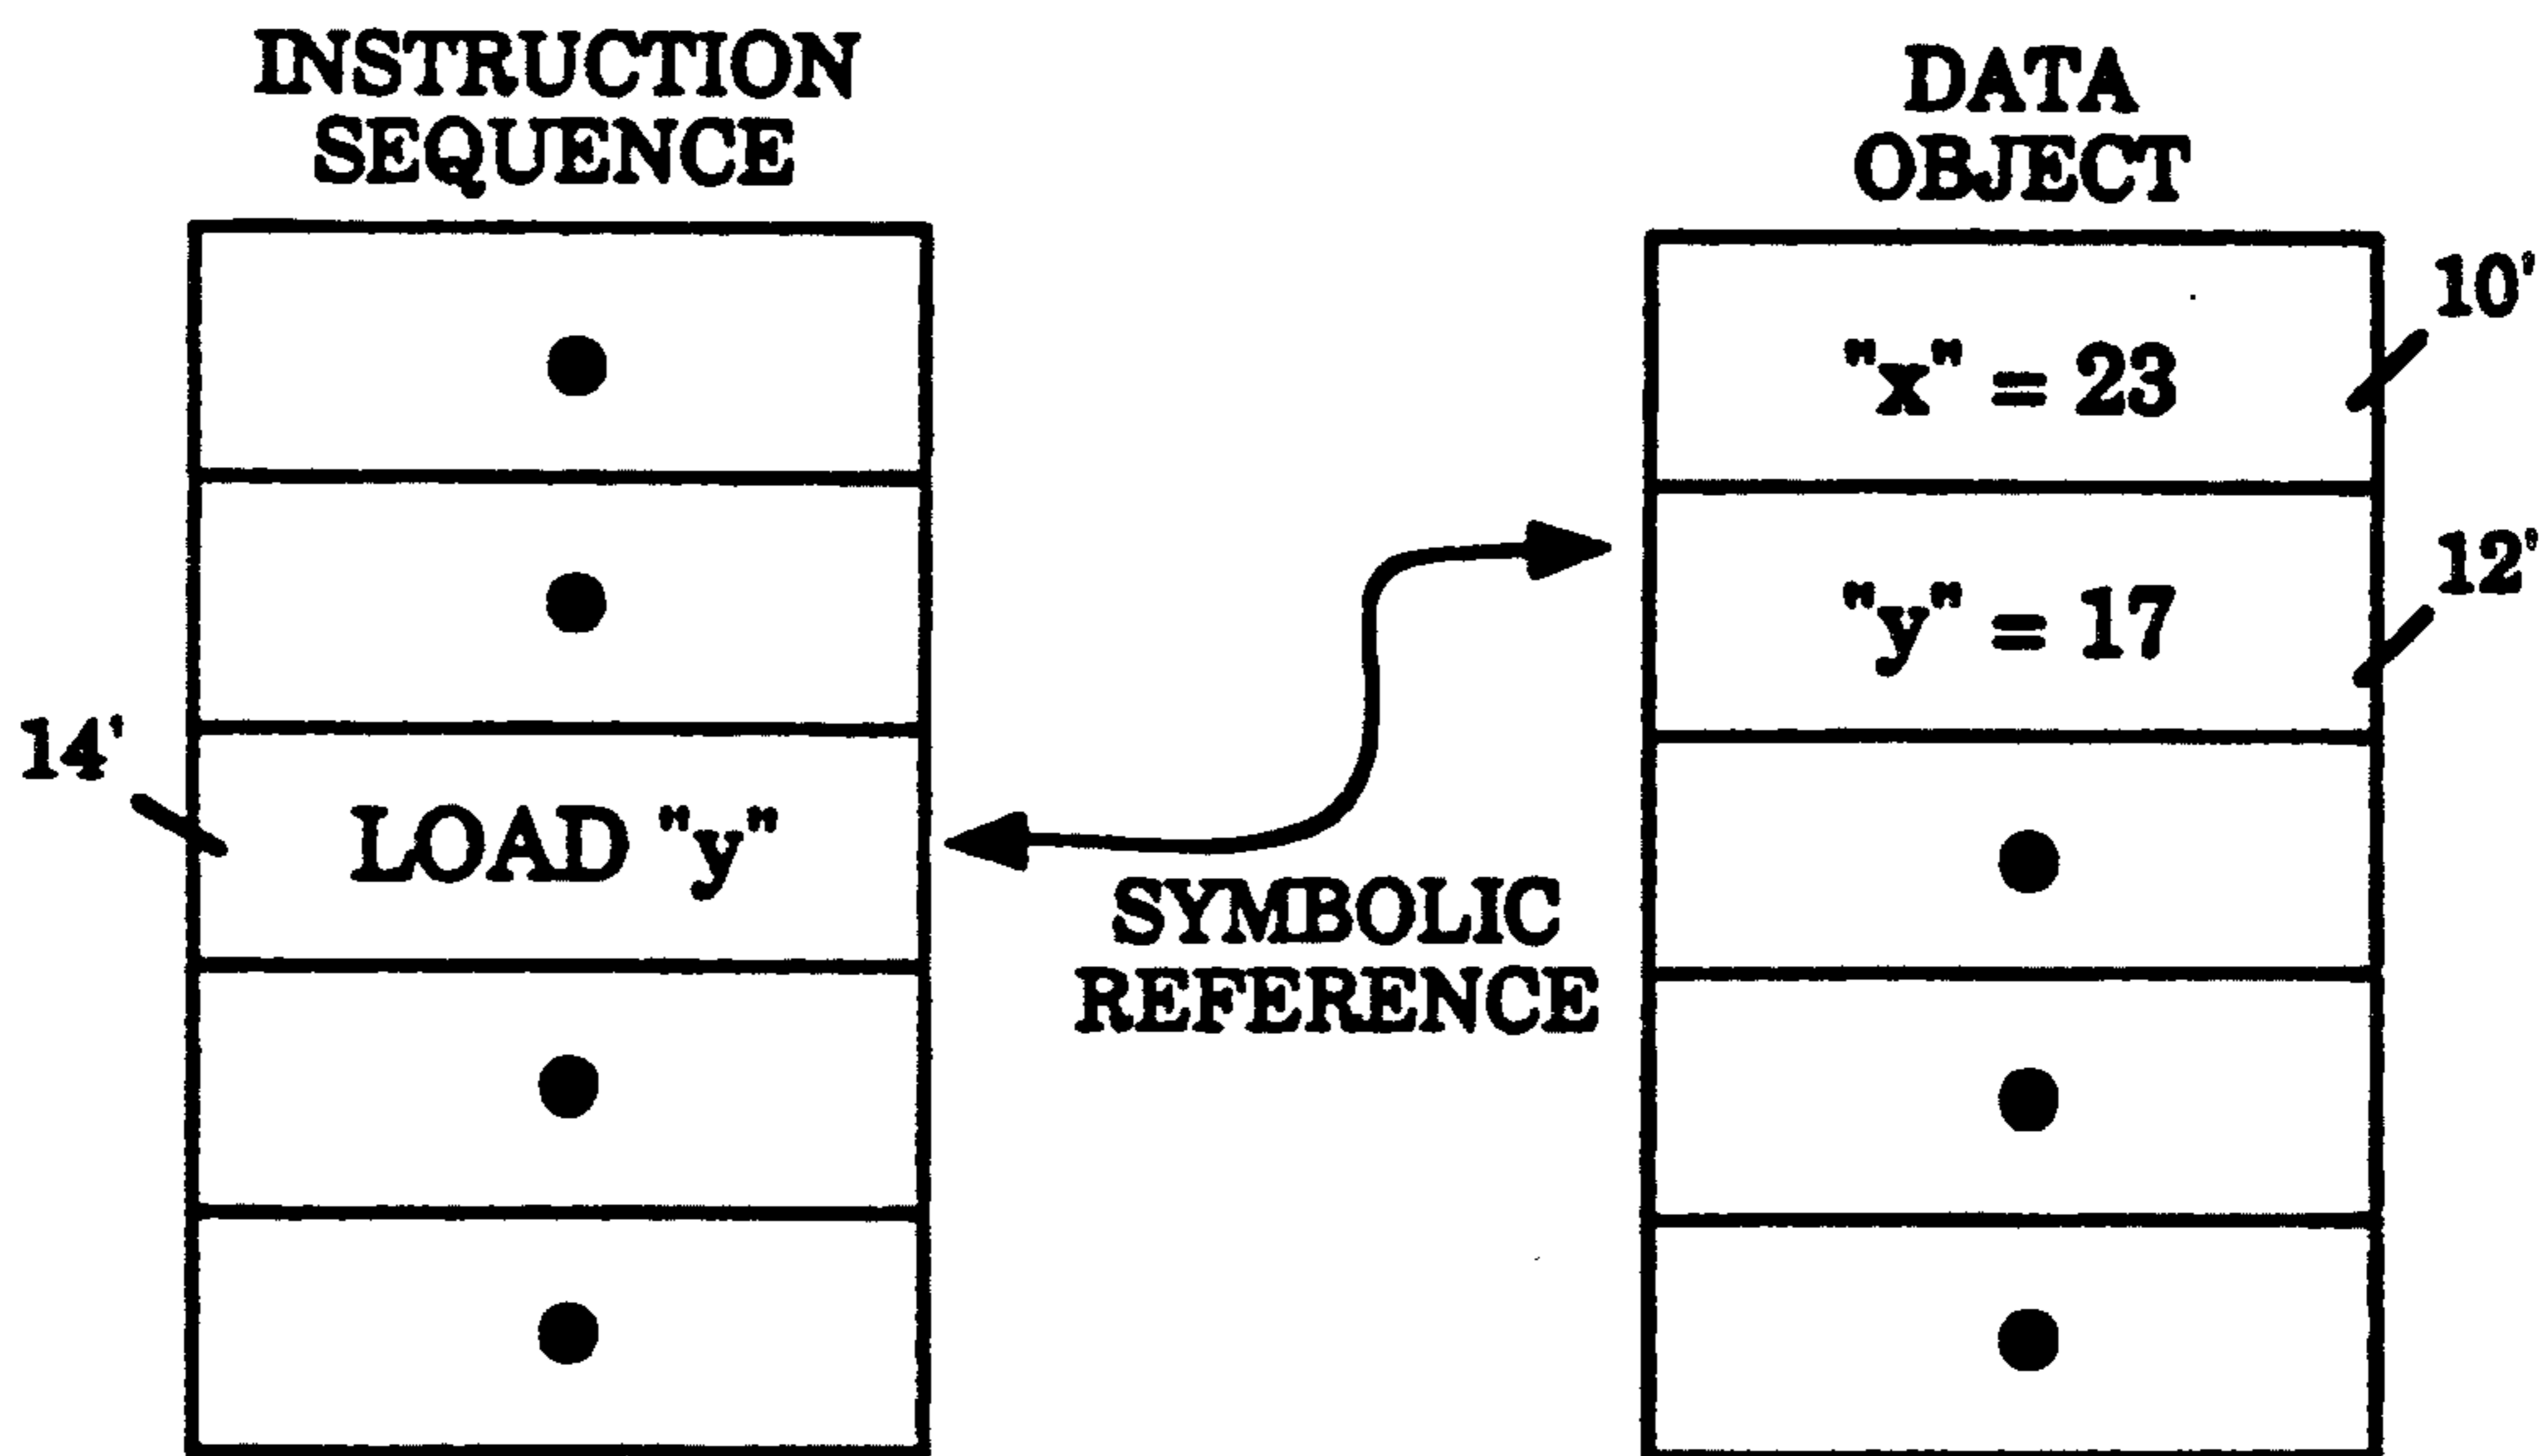 INSTRUCTION
SEQUENCE
DATA
OBJECT
10'
"x" = 23
12'
"y" = 17
14'
LOAD "y"
SYMBOLIC
REFERENCE